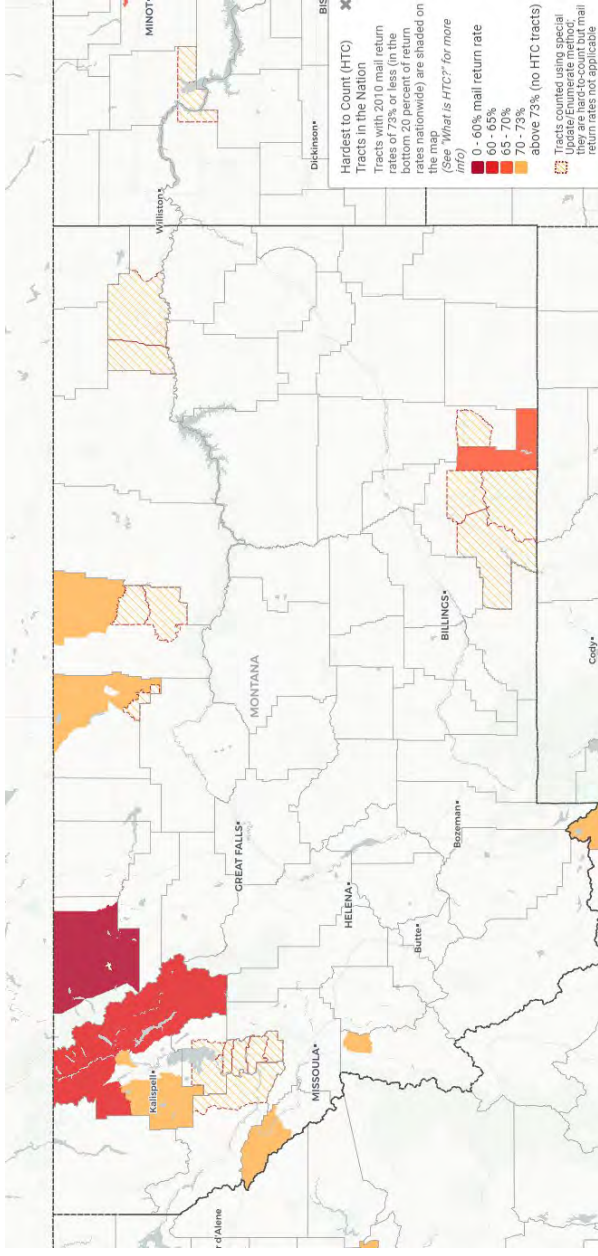 MINOT•
BIS
Williston•
Dickinson•
Hardest to Count (HTC)
Tracts in the Nation
Tracts with 2010 mail return
rates of 73% or less (in the
bottom 20 percent of return
rates nationwide) are shaded on
the map
(See "What is HTC?" for more
info)
0 - 60% mail return rate
60 - 65%
65 - 70%
70 - 73%
above 73% (no HTC tracts)
Tracts counted using special
Update/Enumerate method;
they are hard-to-count but mail
return rates not applicable
MONTANA
BILLINGS•
Cody•
GREAT FALLS•
HELENA•
Bozeman•
Butte•
Kalispell•
MISSOULA•
r d'Alene